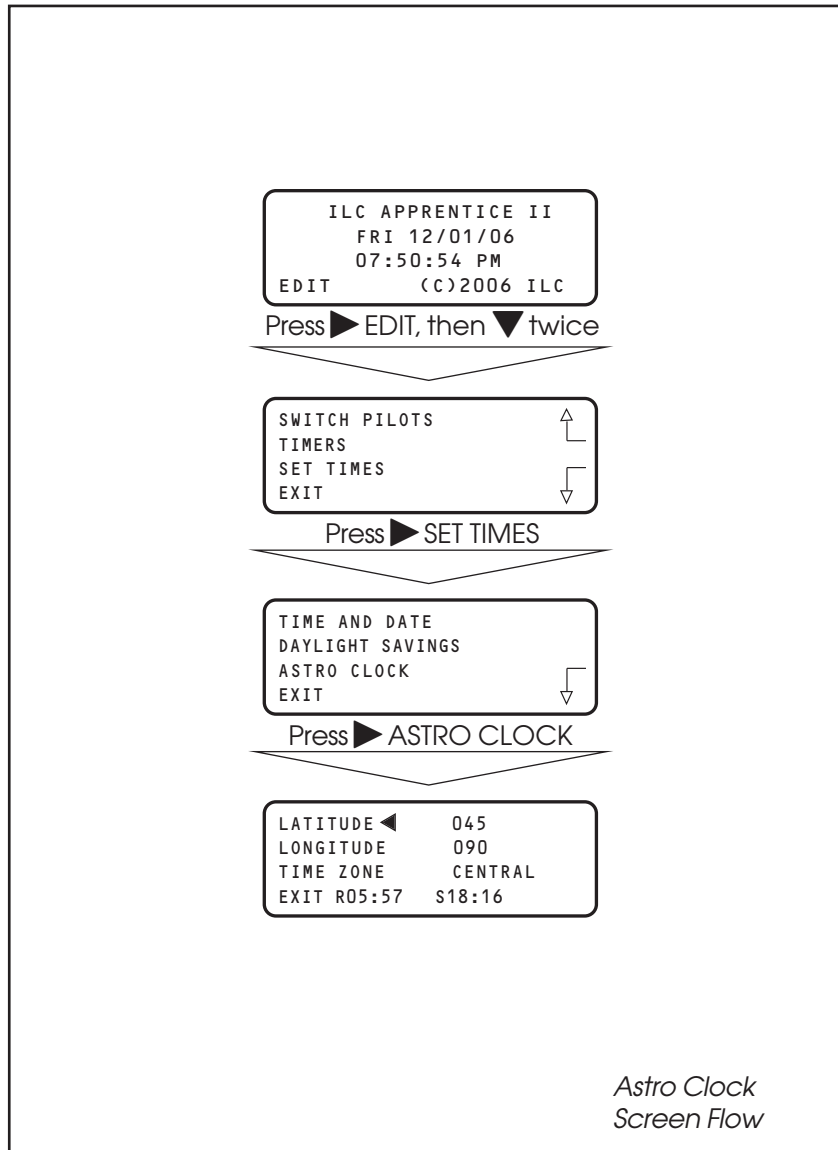 ILC APPRENTICE II
FRI 12/01/06
07:50:54 PM
EDIT (C)2006 ILC
Press ▶ EDIT, then ▼ twice
SWITCH PILOTS
TIMERS
SET TIMES
EXIT
Press ▶ SET TIMES
TIME AND DATE
DAYLIGHT SAVINGS
ASTRO CLOCK
EXIT
Press ▶ ASTRO CLOCK
LATITUDE ◀ 045
LONGITUDE 090
TIME ZONE CENTRAL
EXIT R05:57 S18:16
Astro Clock
Screen Flow